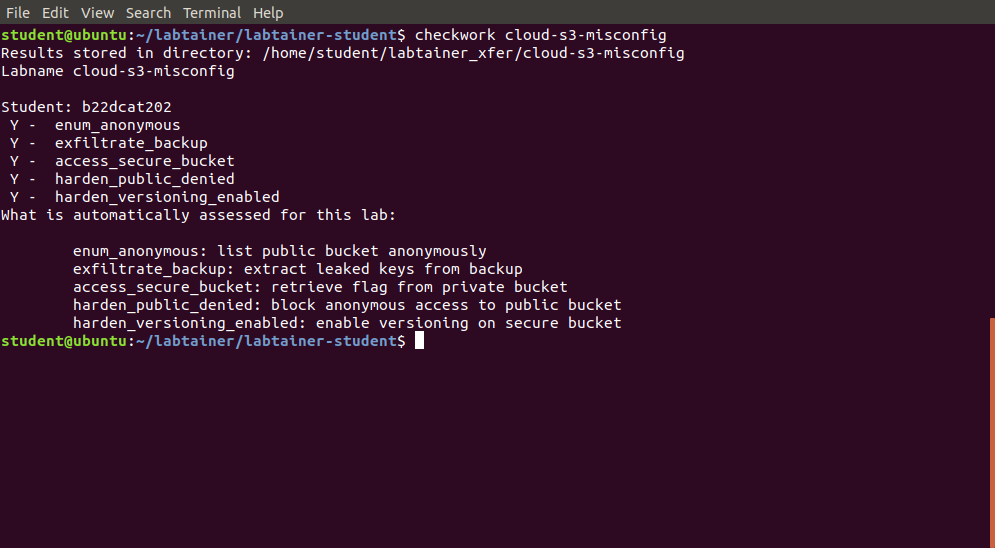 File Edit View Search Terminal Help
student@ubuntu:~/labtainer/labtainer-student$ checkwork cloud-s3-misconfig
Results stored in directory: /home/student/labtainer_xfer/cloud-s3-misconfig
Labname cloud-s3-misconfig
Student: b22dcat202
Y - enum_anonymous
Y - exfiltrate_backup
Y - access_secure_bucket
Y - harden_public_denied
Y - harden_versioning_enabled
What is automatically assessed for this lab:
enum_anonymous: list public bucket anonymously
exfiltrate_backup: extract leaked keys from backup
access_secure_bucket: retrieve flag from private bucket
harden_public_denied: block anonymous access to public bucket
harden_versioning_enabled: enable versioning on secure bucket
student@ubuntu:~/labtainer/labtainer-student$